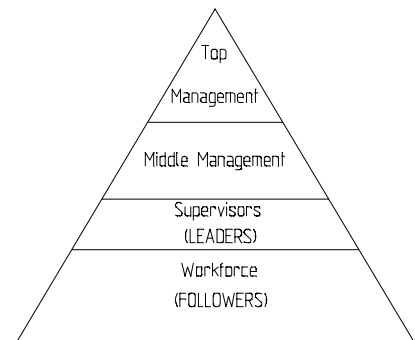 Top
Management
Middle Management
Supervisors
(LEADERS)
Workforce
(FOLLOWERS)